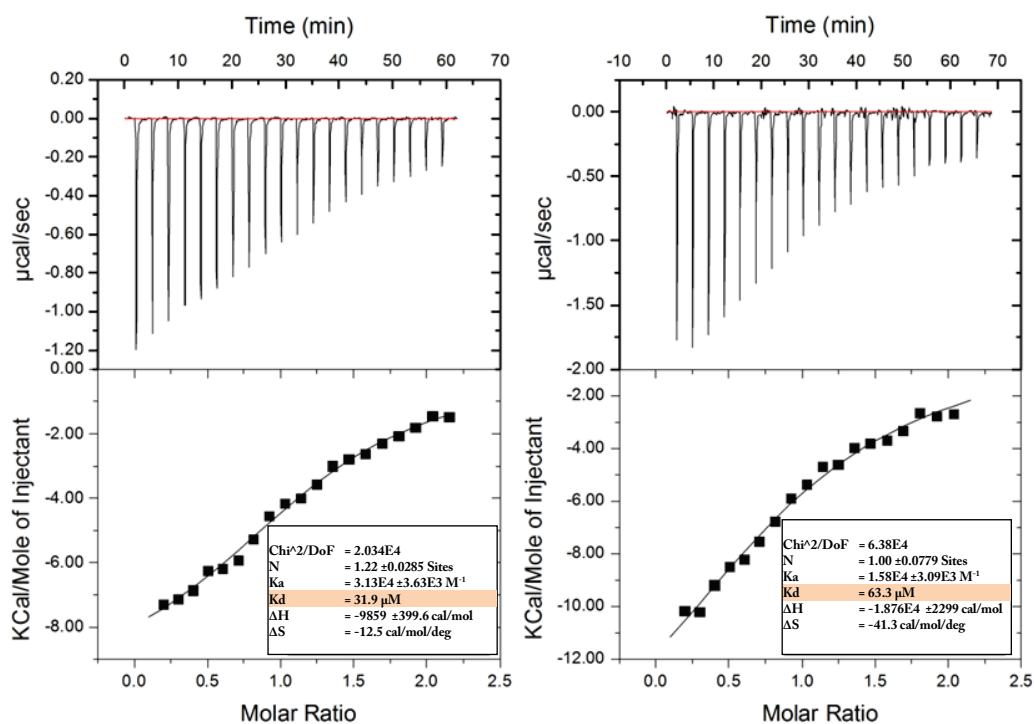 Time (min)
0 10 20 30 40 50 60 70
0.20
0.00
-0.20
-0.40
-0.60
-0.80
-1.00
-1.20
µcal/sec
0.00
-2.00
-4.00
-6.00
-8.00
KCal/Mole of Injectant
Chi^2/DoF = 2.034E4
N = 1.22 ±0.0285 Sites
Ka = 3.13E4 ±3.63E3 M⁻¹
Kd = 31.9 µM
ΔH = -9859 ±399.6 cal/mol
ΔS = -12.5 cal/mol/deg
0.0 0.5 1.0 1.5 2.0 2.5
Molar Ratio
Time (min)
-10 0 10 20 30 40 50 60 70
0.00
-0.50
-1.00
-1.50
-2.00
µcal/sec
-2.00
-4.00
-6.00
-8.00
-10.00
-12.00
KCal/Mole of Injectant
Chi^2/DoF = 6.38E4
N = 1.00 ±0.0779 Sites
Ka = 1.58E4 ±3.09E3 M⁻¹
Kd = 63.3 µM
ΔH = -1.876E4 ±2299 cal/mol
ΔS = -41.3 cal/mol/deg
0.0 0.5 1.0 1.5 2.0 2.5
Molar Ratio